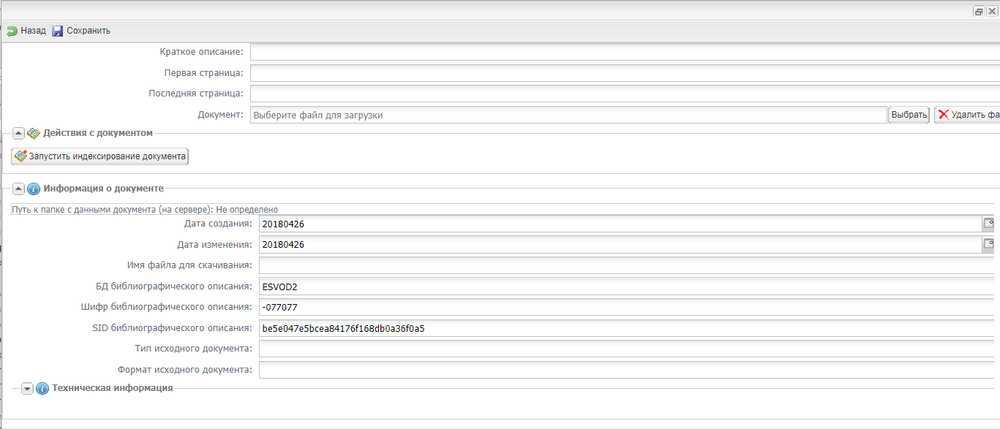 Назад Сохранить
Краткое описание:
Первая страница:
Последняя страница:
Документ: Выберите файл для загрузки Выбрать Удалить фа
Действия с документом
Запустить индексирование документа
Информация о документе
Путь к папке с данными документа (на сервере): Не определено
Дата создания: 20180426
Дата изменения: 20180426
Имя файла для скачивания:
БД библиографического описания: ESVOD2
Шифр библиографического описания: -077077
SID библиографического описания: be5e047e5bcea84176f168db0a36f0a5
Тип исходного документа:
Формат исходного документа:
Техническая информация